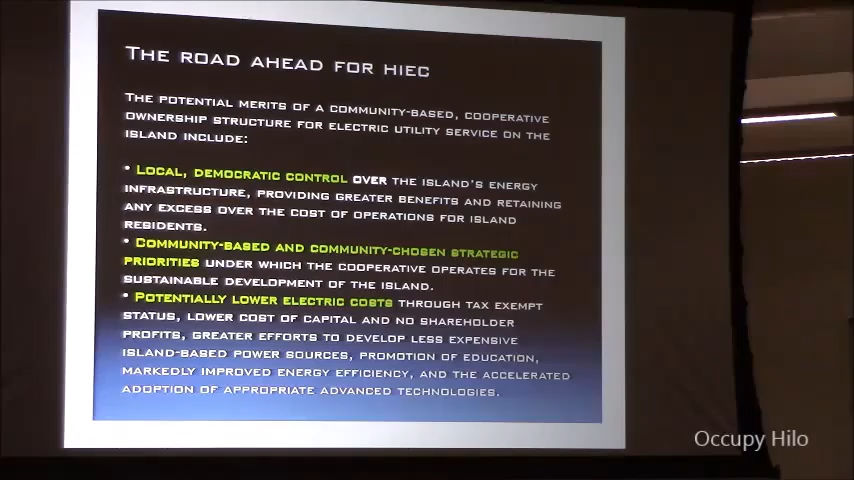 THE ROAD AHEAD FOR HIEC
THE POTENTIAL MERITS OF A COMMUNITY-BASED, COOPERATIVE
OWNERSHIP STRUCTURE FOR ELECTRIC UTILITY SERVICE ON THE
ISLAND INCLUDE:
• LOCAL, DEMOCRATIC CONTROL OVER THE ISLAND'S ENERGY
INFRASTRUCTURE, PROVIDING GREATER BENEFITS AND RETAINING
ANY EXCESS OVER THE COST OF OPERATIONS FOR ISLAND
RESIDENTS.
• COMMUNITY-BASED AND COMMUNITY-CHOSEN STRATEGIC
PRIORITIES UNDER WHICH THE COOPERATIVE OPERATES FOR THE
SUSTAINABLE DEVELOPMENT OF THE ISLAND.
• POTENTIALLY LOWER ELECTRIC COSTS THROUGH TAX EXEMPT
STATUS, LOWER COST OF CAPITAL AND NO SHAREHOLDER
PROFITS, GREATER EFFORTS TO DEVELOP LESS EXPENSIVE
ISLAND-BASED POWER SOURCES, PROMOTION OF EDUCATION,
MARKEDLY IMPROVED ENERGY EFFICIENCY, AND THE ACCELERATED
ADOPTION OF APPROPRIATE ADVANCED TECHNOLOGIES.
Occupy Hilo